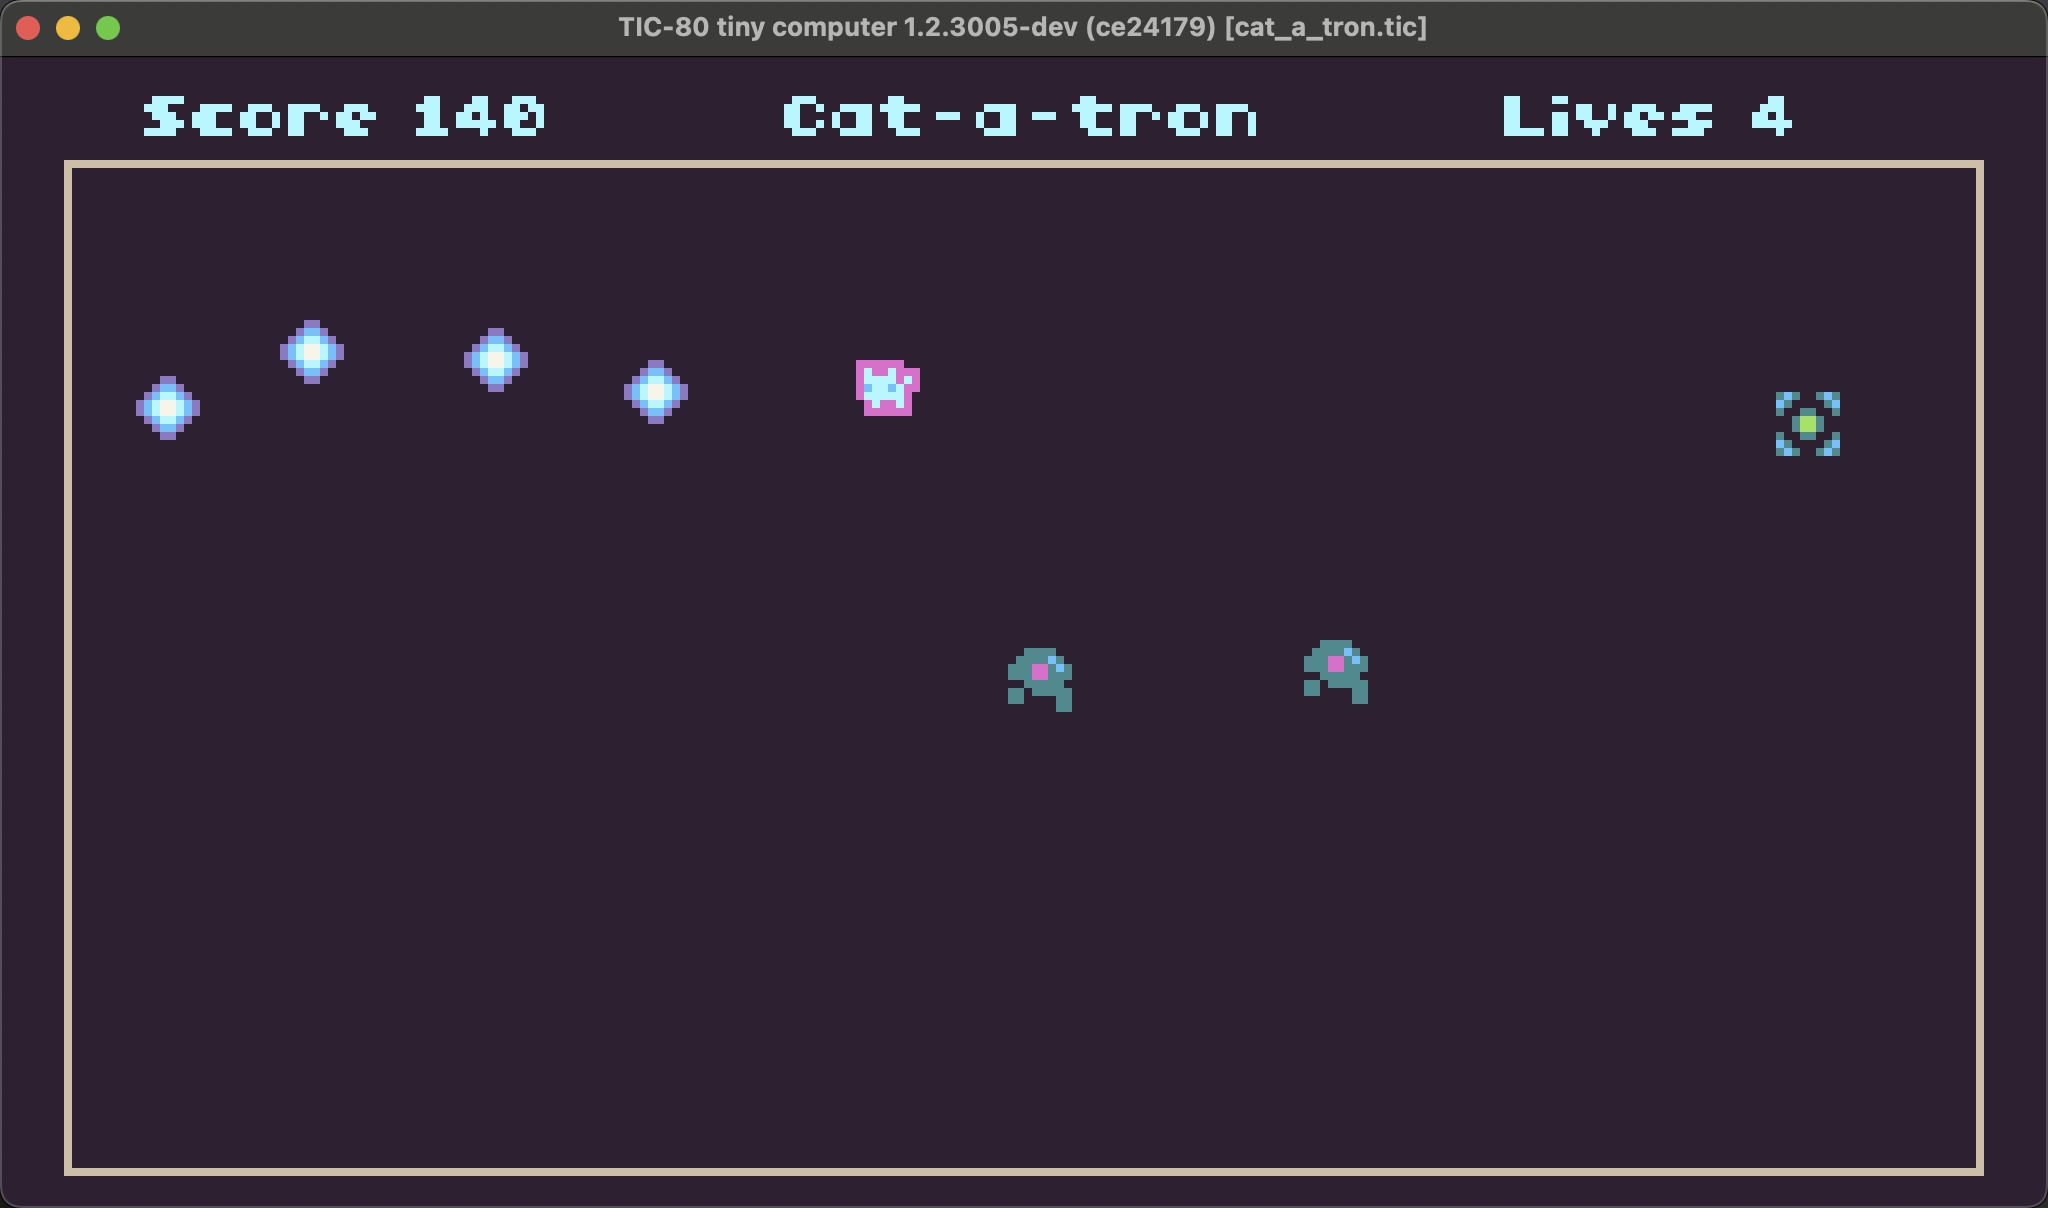 TIC-80 tiny computer 1.2.3005-dev (ce24179) [cat_a_tron.tic]
Score 140 Cat-a-tron Lives 4